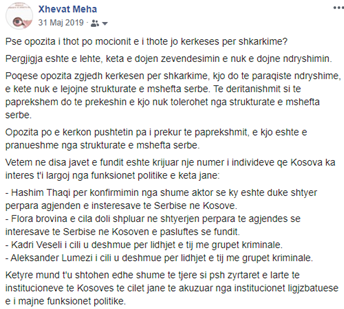 Xhevat Meha
31 Maj 2019
Pse opozita i thot po mocionit e i thote jo kerkeses per shkarkime?
Pergjigja eshte e lehte, keta e dojen zevendesimin e nuk e dojne ndryshimin.
Poqese opozita zgjedh kerkesen per shkarkime, kjo do te paraqiste ndryshime,
e kete nuk e lejojne strukturate e mshefta serbe. Te deritanishmit si te
paprekshem do te prekeshin e kjo nuk tolerohet nga strukturate e mshefta
serbe.
Opozita po e kerkon pushtetin pa i prekur te paprekshmit, e kjo eshte e
pranueshme nga strukturate e mshefta serbe.
Vetem ne disa javet e fundit eshte krijuar nje numer i individeve qe Kosova ka
interes t'i largoj nga funksionet politike e keta jane:
- Hashim Thaqi per konfirmimin nga shume aktor se ky eshte duke shtyer
perpara agjenden e insteresave te Serbise ne Kosove.
- Flora brovina e cila doli shpluar ne shtyerjen perpara te agjendes se
interesave te Serbise ne Kosoven e pasluftes se fundit.
- Kadri Veseli i cili u deshmue per lidhjet e tij me grupet kriminale.
- Aleksander Lumezi i cili u deshmue per lidhjet e tij me grupet kriminale.
Ketyre mund t'u shtohen edhe shume te tjere si psh zyrtaret e larte te
institucioneve te Kosoves te cilet jane te akuzuar nga institucionet ligjzbatuese
e i majne funksionet politike.